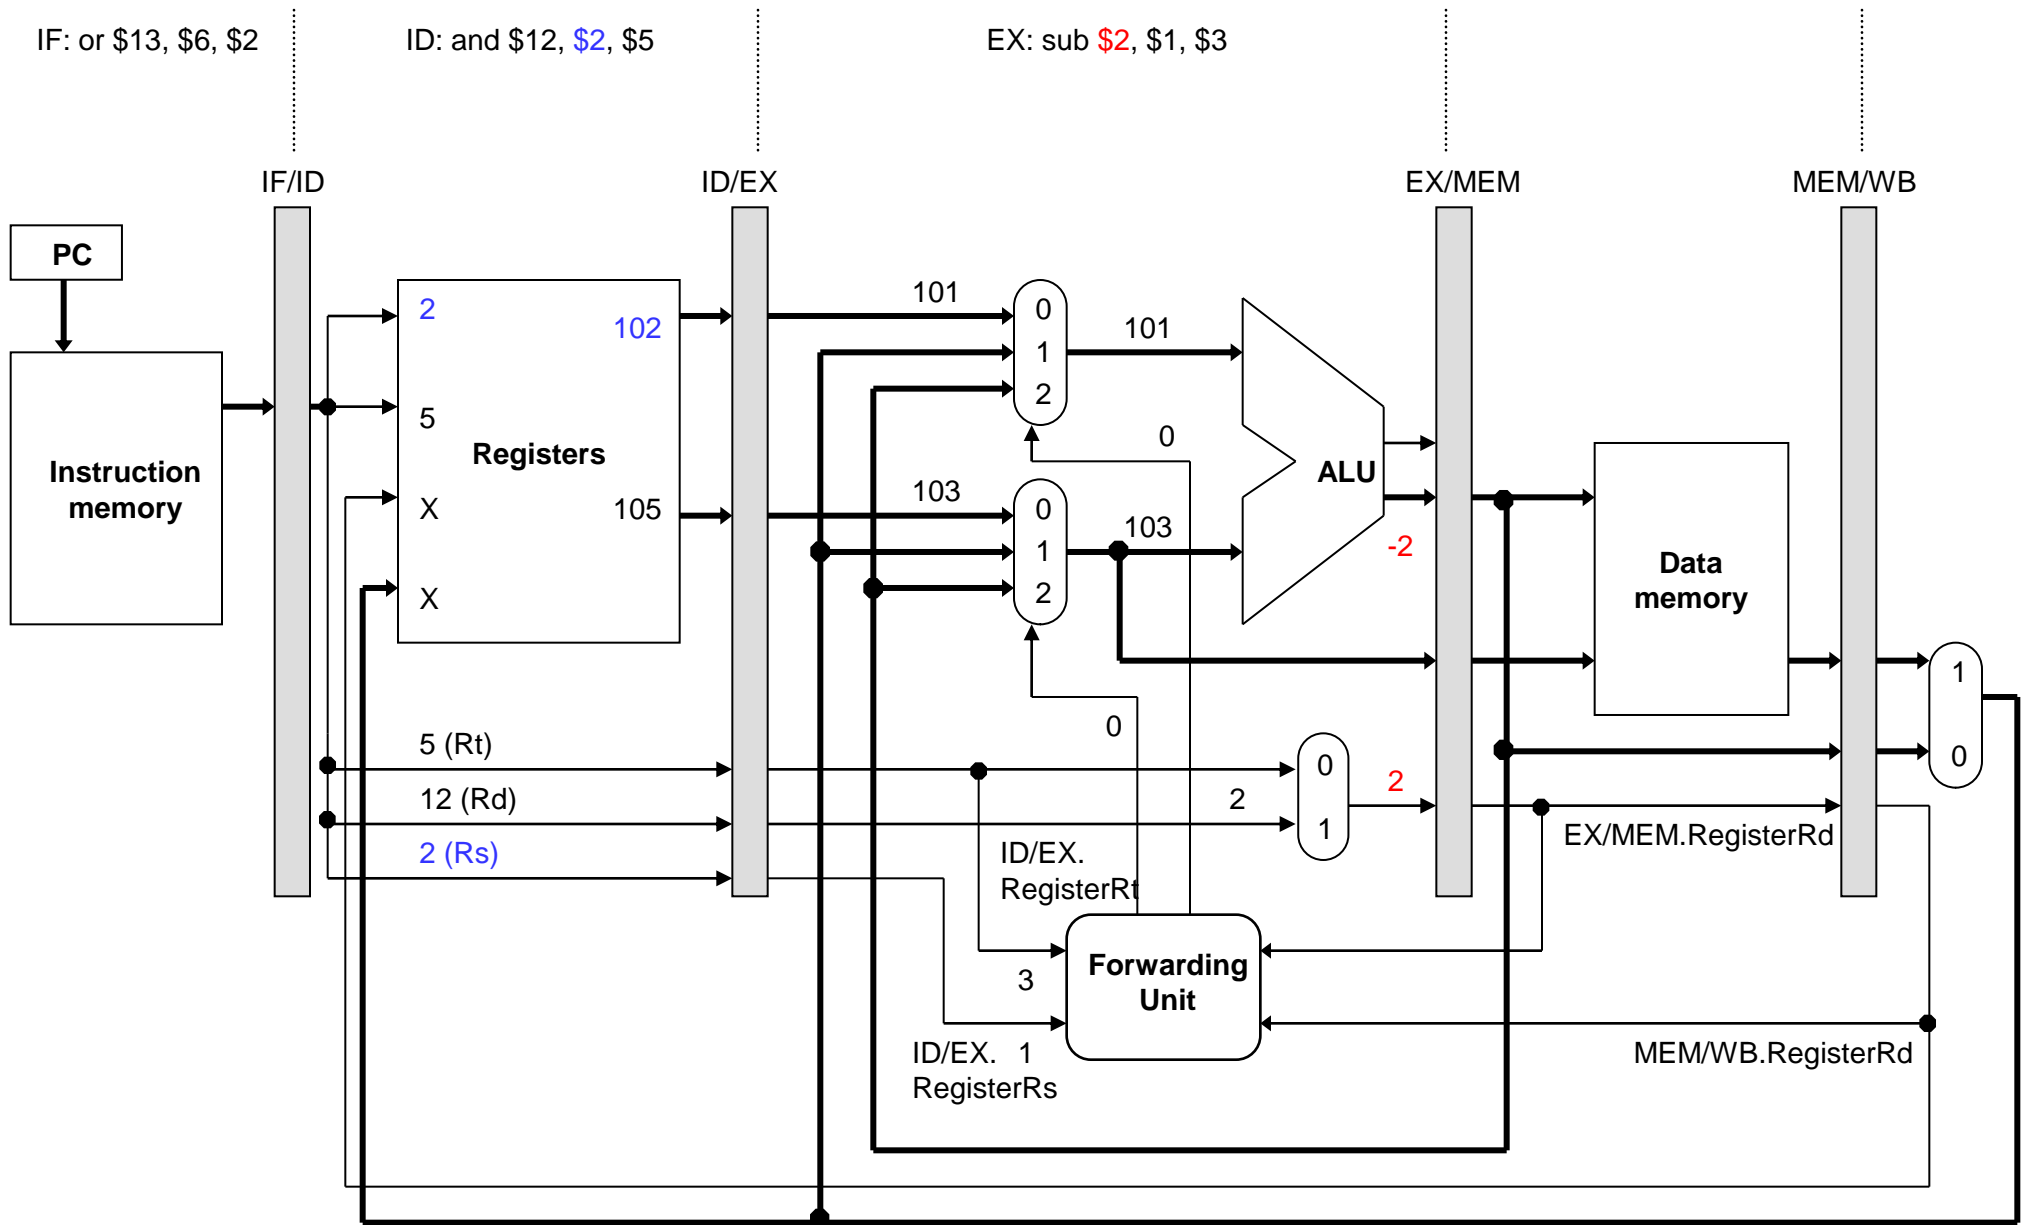 IF: or $13, $6, $2
ID: and $12, $2, $5
EX: sub $2, $1, $3
IF/ID
ID/EX
EX/MEM
MEM/WB
PC
Instruction
memory
2
5
X
X
Registers
102
105
101
103
0
1
2
0
1
2
101
103
0
0
ALU
-2
Data
memory
1
0
5 (Rt)
12 (Rd)
2 (Rs)
2
0
1
2
EX/MEM.RegisterRd
ID/EX.
RegisterRt
3
Forwarding
Unit
ID/EX. 1
RegisterRs
MEM/WB.RegisterRd